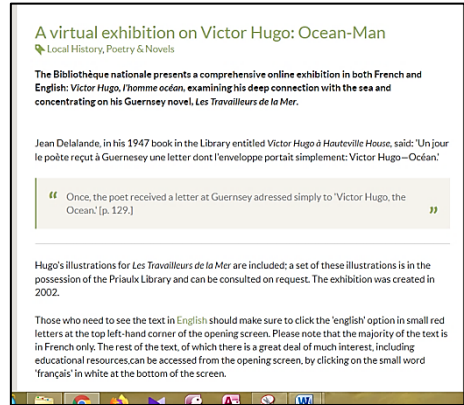 A virtual exhibition on Victor Hugo: Ocean-Man
Local History, Poetry & Novels
The Bibliothèque nationale presents a comprehensive online exhibition in both French and
English: Victor Hugo, l'homme océan, examining his deep connection with the sea and
concentrating on his Guernsey novel, Les Travailleurs de la Mer.
Jean Delalande, in his 1947 book in the Library entitled Victor Hugo à Hauteville House, said: 'Un jour
le poète reçut à Guernesey une lettre dont l'enveloppe portait simplement: Victor Hugo—Océan.'
“ Once, the poet received a letter at Guernsey adressed simply to 'Victor Hugo, the
Ocean.' [p. 129.] ”
Hugo's illustrations for Les Travailleurs de la Mer are included; a set of these illustrations is in the
possession of the Priaulx Library and can be consulted on request. The exhibition was created in
2002.
Those who need to see the text in English should make sure to click the 'english' option in small red
letters at the top left-hand corner of the opening screen. Please note that the majority of the text is
in French only. The rest of the text, of which there is a great deal of much interest, including
educational resources,can be accessed from the opening screen, by clicking on the small word
'français' in white at the bottom of the screen.